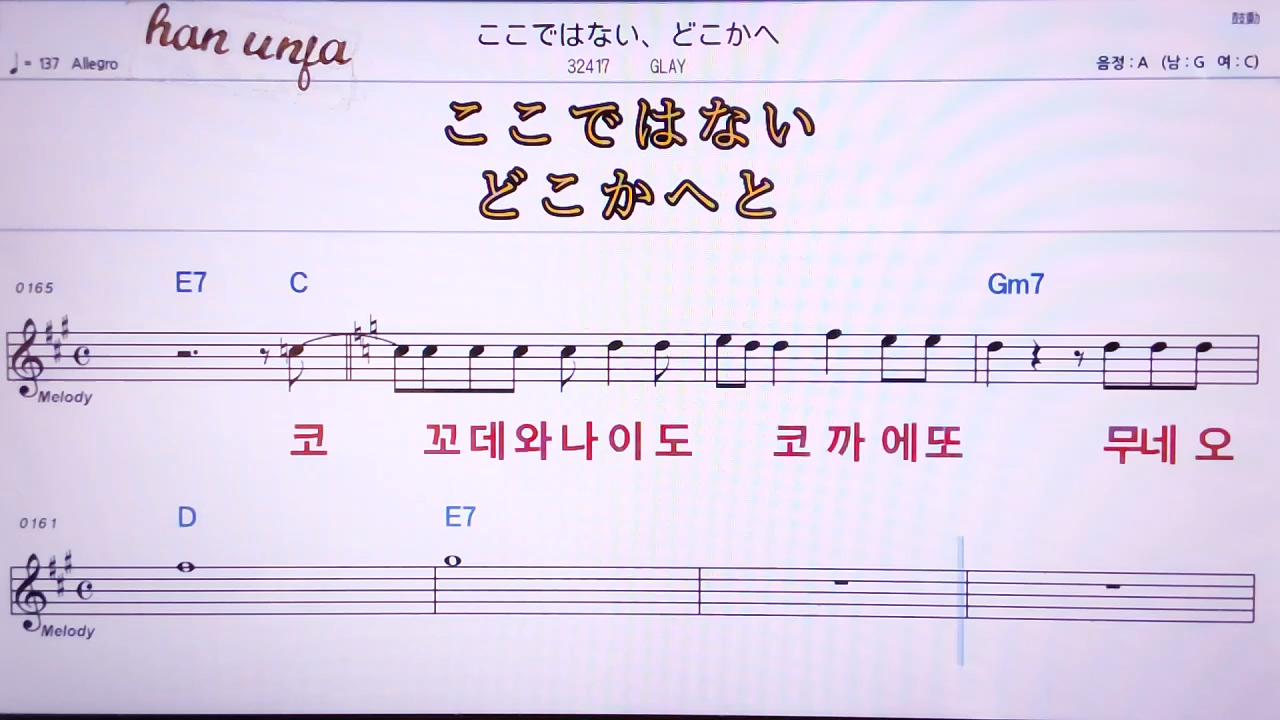 han unja
ここではない、どこかへ
鼓動
♩= 137 Allegro
32417 GLAY
음정 : A (남 : G 여 : C)
ここではない
どこかへと
0165 E7 C Gm7
Melody
코 꼬데와나이도 코까에또 무네오
0161 D E7
Melody